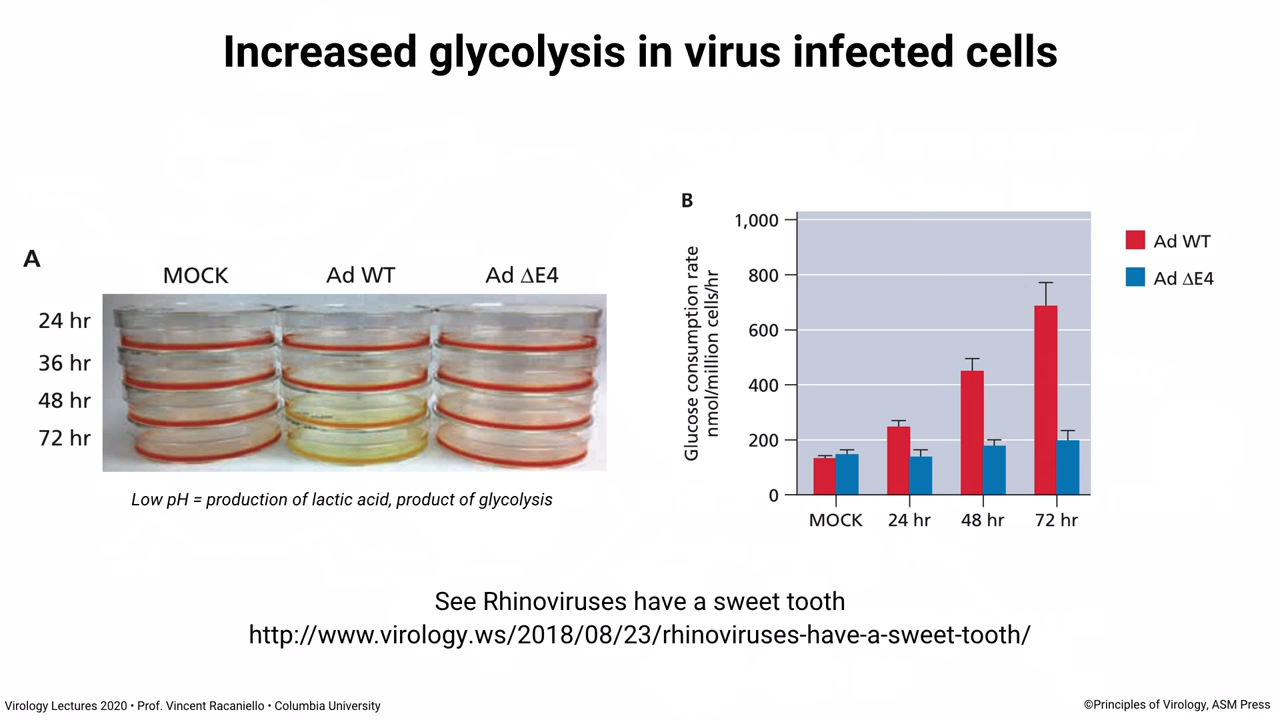 Increased glycolysis in virus infected cells
A
MOCK Ad WT Ad ΔE4
24 hr
36 hr
48 hr
72 hr
Low pH = production of lactic acid, product of glycolysis
B
Glucose consumption rate
nmol/million cells/hr
1,000
800
600
400
200
0
MOCK 24 hr 48 hr 72 hr
Ad WT
Ad ΔE4
See Rhinoviruses have a sweet tooth
http://www.virology.ws/2018/08/23/rhinoviruses-have-a-sweet-tooth/
Virology Lectures 2020 • Prof. Vincent Racaniello • Columbia University
©Principles of Virology, ASM Press